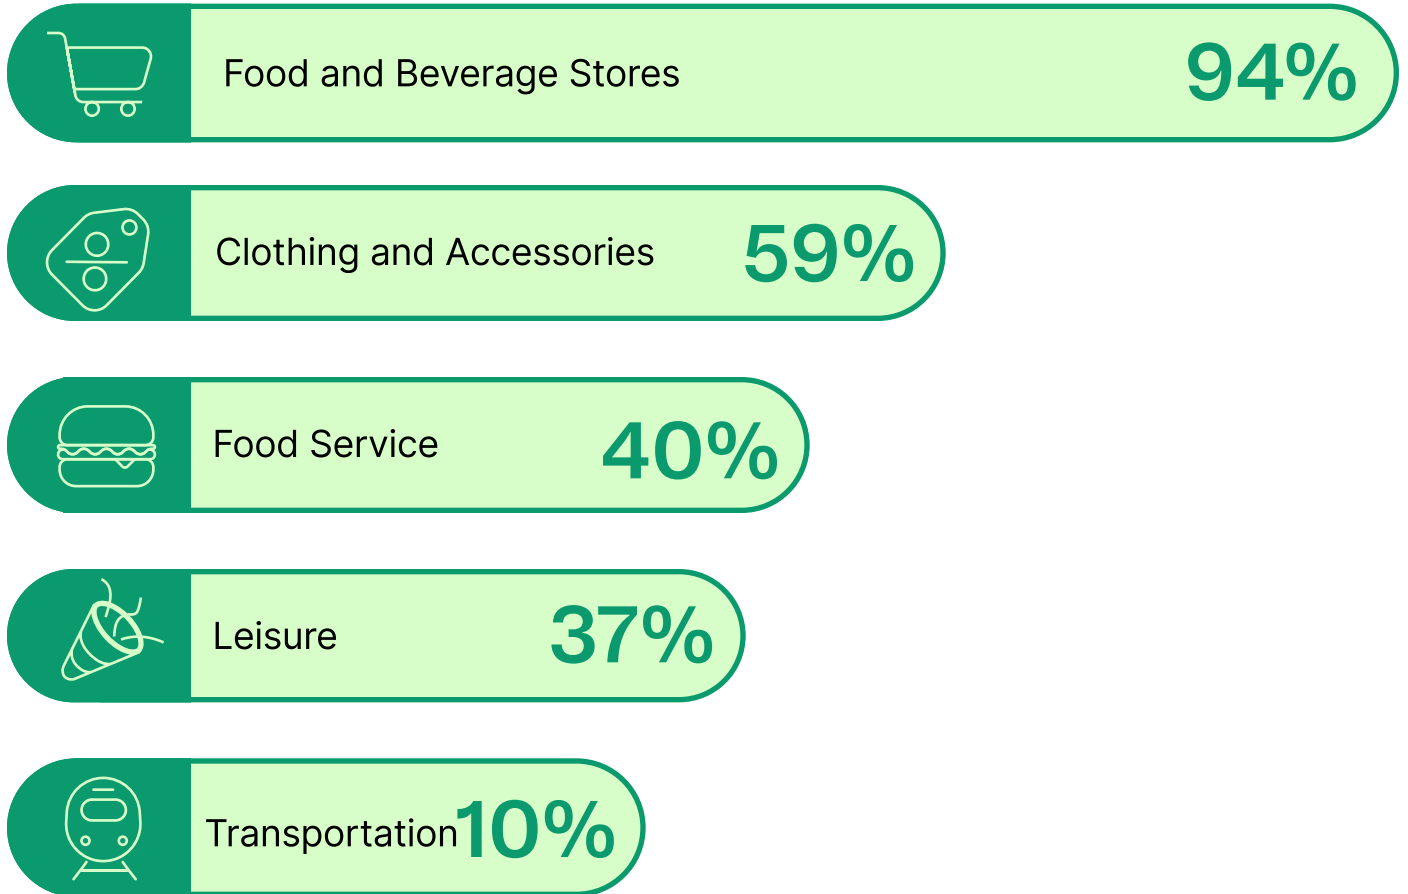 Food and Beverage Stores 94%
Clothing and Accessories 59%
Food Service 40%
Leisure 37%
Transportation 10%